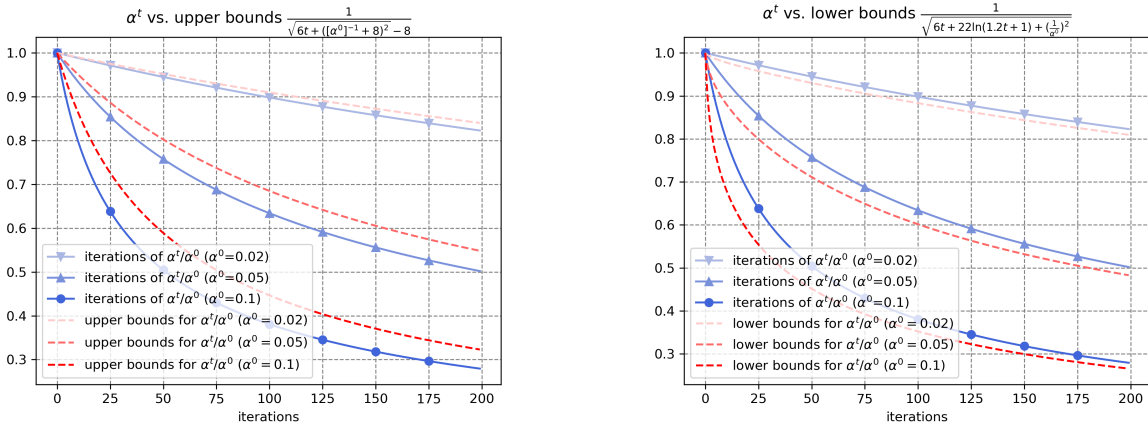 α^t vs. upper bounds \frac{1}{\sqrt{6t+([α^0]^{-1}+8)^2}-8}
1.0
0.9
0.8
0.7
0.6
0.5
0.4
0.3
iterations of α^t/α^0 (α^0=0.02)
iterations of α^t/α^0 (α^0=0.05)
iterations of α^t/α^0 (α^0=0.1)
upper bounds for α^t/α^0 (α^0 = 0.02)
upper bounds for α^t/α^0 (α^0 = 0.05)
upper bounds for α^t/α^0 (α^0 = 0.1)
0 25 50 75 100 125 150 175 200
iterations
α^t vs. lower bounds \frac{1}{\sqrt{6t+22ln(1.2t+1)+(\frac{1}{α^0})^2}}
1.0
0.9
0.8
0.7
0.6
0.5
0.4
0.3
iterations of α^t/α^0 (α^0=0.02)
iterations of α^t/α^0 (α^0=0.05)
iterations of α^t/α^0 (α^0=0.1)
lower bounds for α^t/α^0 (α^0 = 0.02)
lower bounds for α^t/α^0 (α^0 = 0.05)
lower bounds for α^t/α^0 (α^0 = 0.1)
0 25 50 75 100 125 150 175 200
iterations